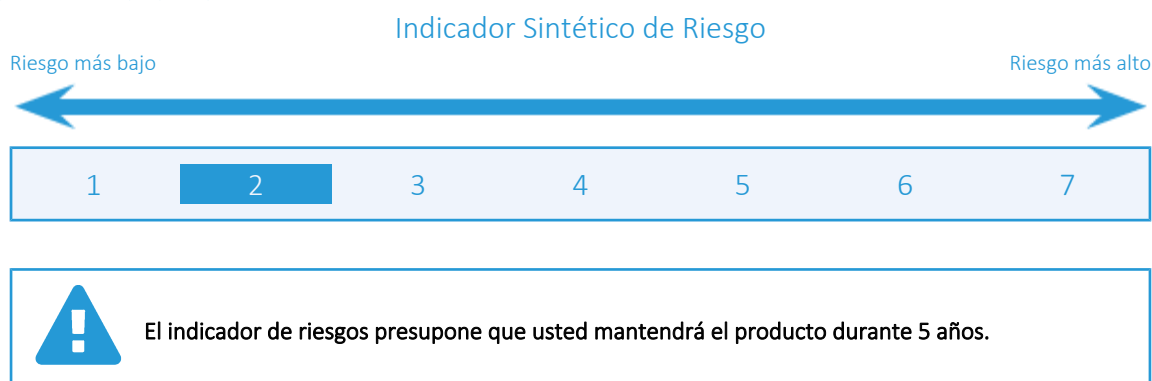 Indicador Sintético de Riesgo
Riesgo más bajo Riesgo más alto
1 2 3 4 5 6 7
El indicador de riesgos presupone que usted mantendrá el producto durante 5 años.